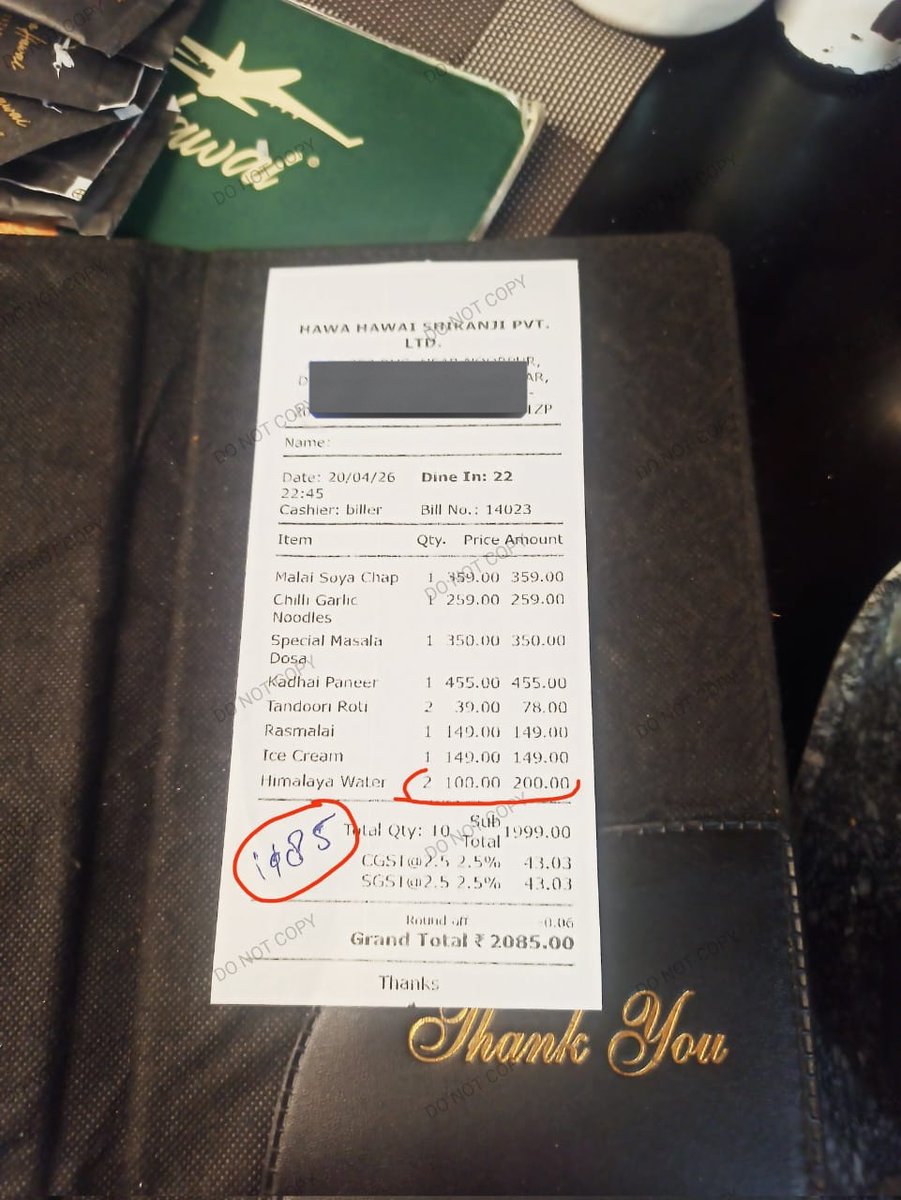 HAWA HAWAI SHIKANJI PVT.
LTD.
AR,
1ZP
Name:
Date: 20/04/26 Dine In: 22
22:45
Cashier: biller Bill No.: 14023
Item Qty. Price Amount
Malai Soya Chap 1 359.00 359.00
Chilli Garlic 1 259.00 259.00
Noodles
Special Masala 1 350.00 350.00
Dosa
Kadhai Paneer 1 455.00 455.00
Tandoori Roti 2 39.00 78.00
Rasmalai 1 149.00 149.00
Ice Cream 1 149.00 149.00
Himalaya Water 2 100.00 200.00
Total Qty: 10 Sub Total 1999.00
CGST@2.5 2.5% 43.03
SGST@2.5 2.5% 43.03
Round off -0.06
Grand Total ₹ 2085.00
Thanks
Thank You
DO NOT COPY